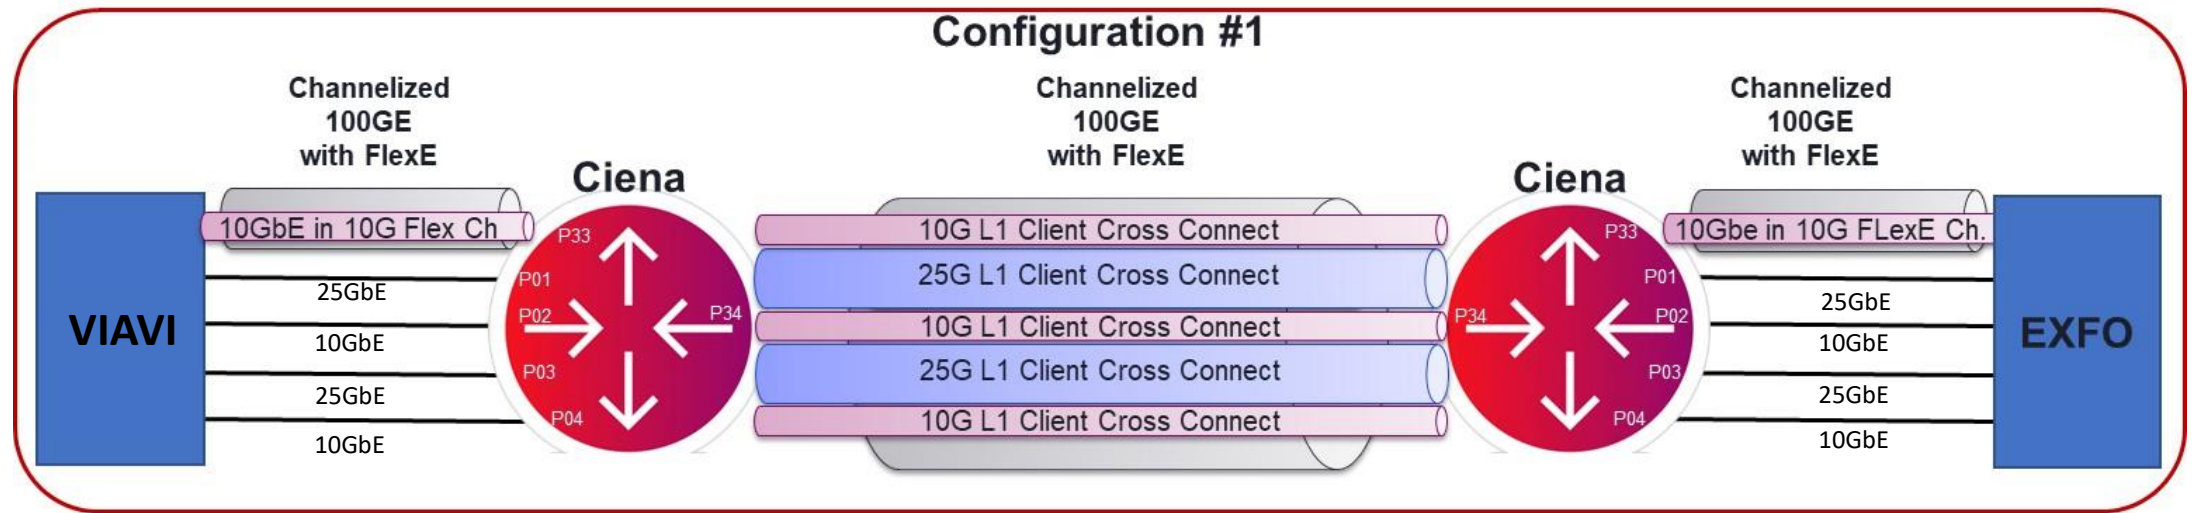 Configuration #1
Channelized
100GE
with FlexE
Channelized
100GE
with FlexE
Channelized
100GE
with FlexE
Ciena
Ciena
VIAVI
10GbE in 10G Flex Ch
25GbE
10GbE
25GbE
10GbE
P33
P01
P02
P03
P04
P34
10G L1 Client Cross Connect
25G L1 Client Cross Connect
10G L1 Client Cross Connect
25G L1 Client Cross Connect
10G L1 Client Cross Connect
P34
P33
P01
P02
P03
P04
10Gbe in 10G FLexE Ch.
25GbE
10GbE
25GbE
10GbE
EXFO